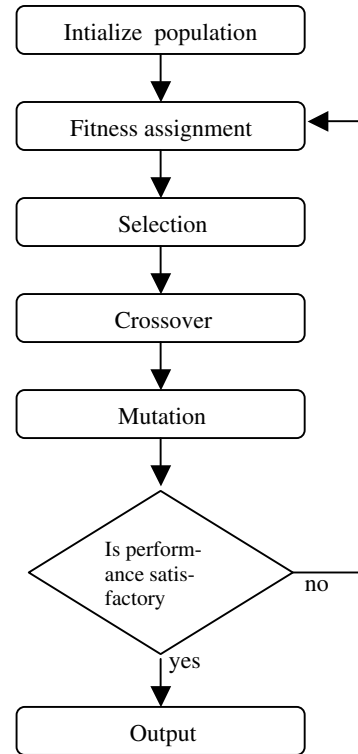 Intialize population
Fitness assignment
Selection
Crossover
Mutation
Is perform-
ance satis-
factory
no
yes
Output